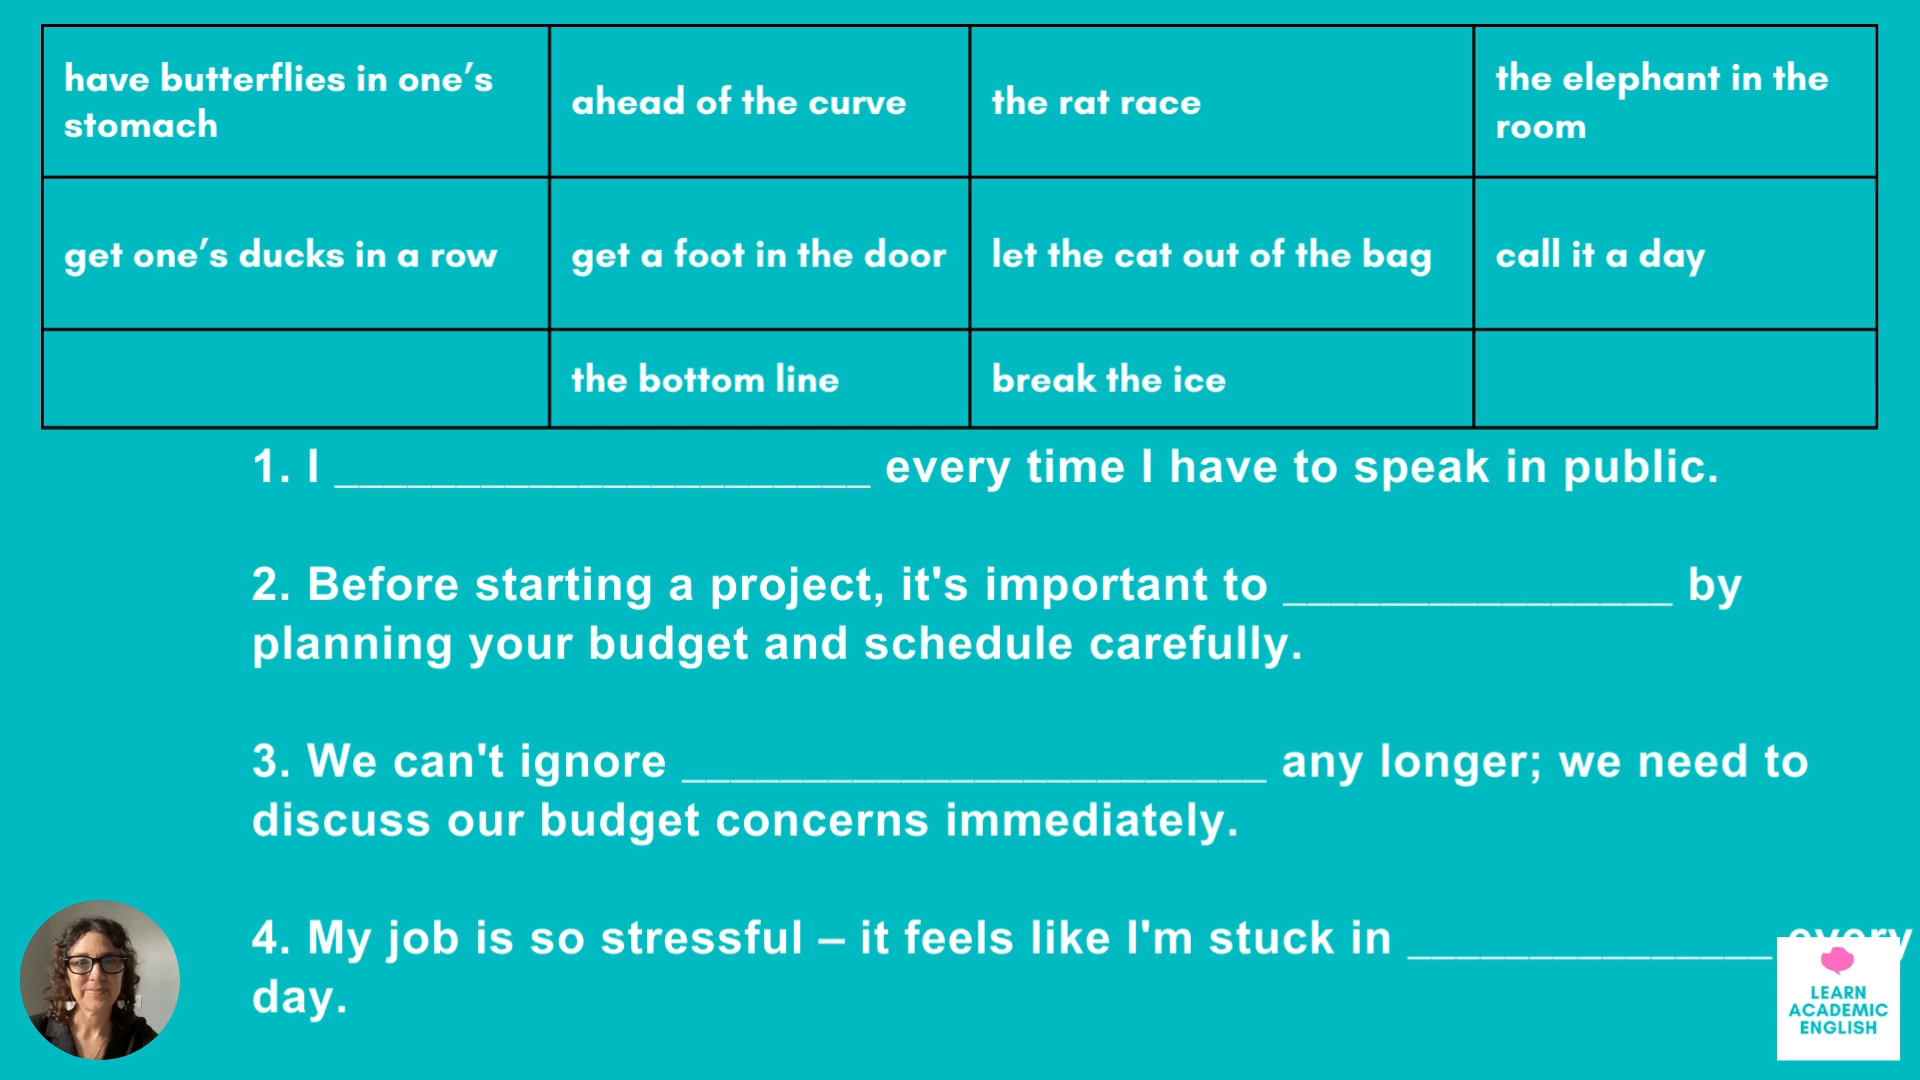 have butterflies in one’s
stomach
ahead of the curve
the rat race
the elephant in the
room
get one’s ducks in a row
get a foot in the door
let the cat out of the bag
call it a day
the bottom line
break the ice
1. I ______________________ every time I have to speak in public.
2. Before starting a project, it's important to ________________ by
planning your budget and schedule carefully.
3. We can't ignore ________________________ any longer; we need to
discuss our budget concerns immediately.
4. My job is so stressful – it feels like I'm stuck in _______________ every
day.
LEARN
ACADEMIC
ENGLISH